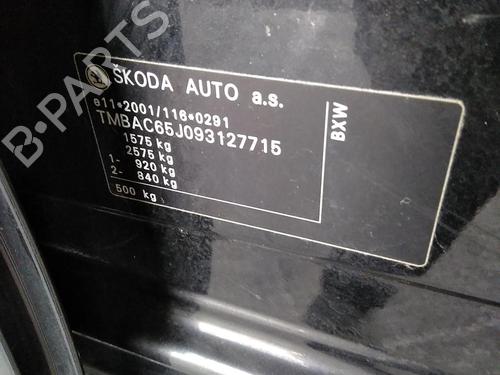 B-PARTS
ŠKODA AUTO a.s.
e11*2001/116*0291
TMBAC65J093127715
1575 kg
2575 kg
1- 920 kg
2- 840 kg
500 kg
BXW